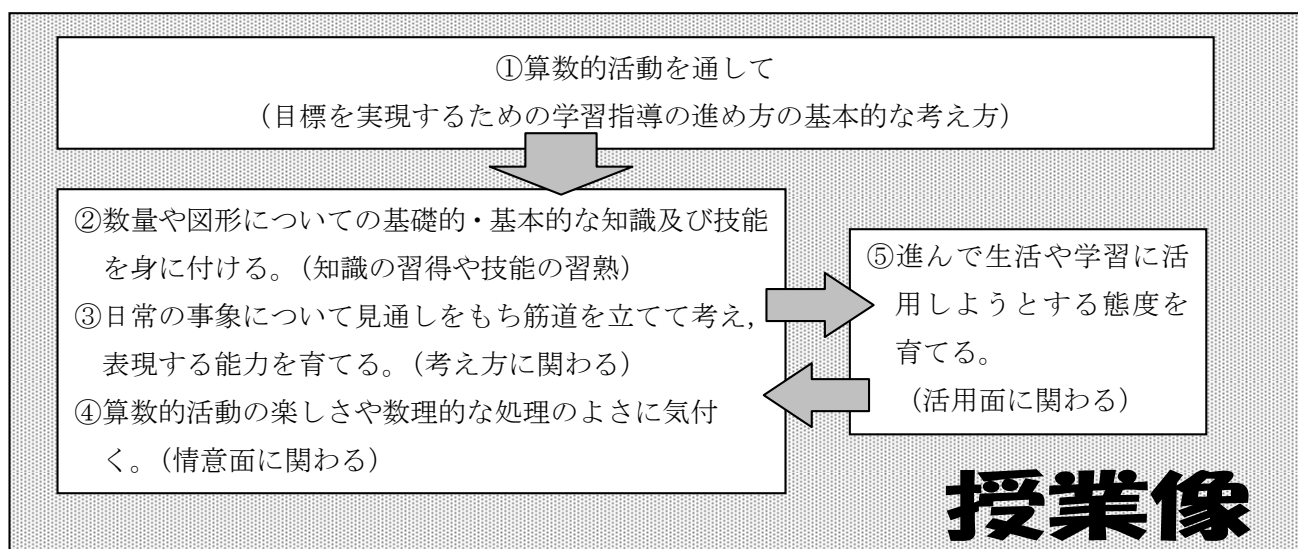 ①算数的活動を通して
(目標を実現するための学習指導の進め方の基本的な考え方)
②数量や図形についての基礎的・基本的な知識及び技能
を身に付ける。(知識の習得や技能の習熟)
③日常の事象について見通しをもち筋道を立てて考え,
表現する能力を育てる。(考え方に関わる)
④算数的活動の楽しさや数理的な処理のよさに気付
く。(情意面に関わる)
⑤進んで生活や学習に活
用しようとする態度を
育てる。
(活用面に関わる)
授業像